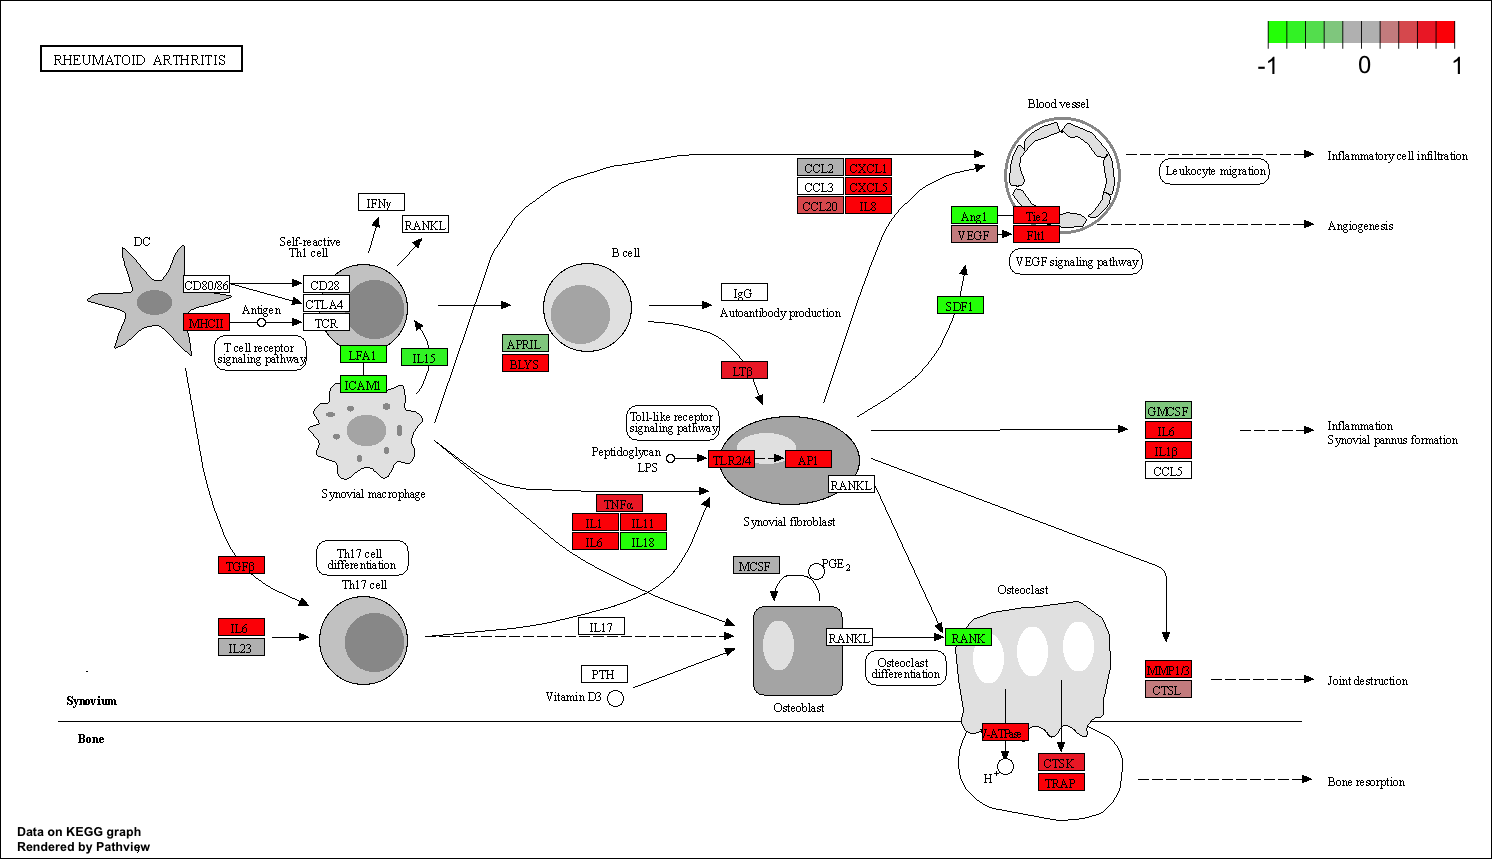 RHEUMATOID ARTHRITIS
-1 0 1
Blood vessel
Inflammatory cell infiltration
Leukocyte migration
CCL2 CXCL1
CCL3 CXCL5
CCL20 IL8
IFNγ
RANKL
Ang1 Tie2
VEGF Flt1
Angiogenesis
VEGF signaling pathway
DC
Self-reactive
Th1 cell
B cell
CD80/86 CD28
CTLA4
Antigen
MHCII TCR
IgG
Autoantibody production
SDF1
T cell receptor
signaling pathway
LFA1 IL15
ICAM1
APRIL
BLYS
LTβ
Toll-like receptor
signaling pathway
Peptidoglycan
LPS
TLR2/4 AP1
RANKL
Synovial fibroblast
GMCSF
IL6
IL1β
CCL5
Inflammation
Synovial pannus formation
Synovial macrophage
TNFα
IL1 IL11
IL6 IL18
Th17 cell
differentiation
Th17 cell
TGFβ
IL6
IL23
MCSF
PGE2
IL17
PTH
Vitamin D3
RANKL
Osteoblast
RANK
Osteoclast
differentiation
Osteoclast
MMP1/3
CTSL
Joint destruction
Synovium
Bone
V-ATPase
H+
CTSK
TRAP
Bone resorption
Data on KEGG graph
Rendered by Pathview